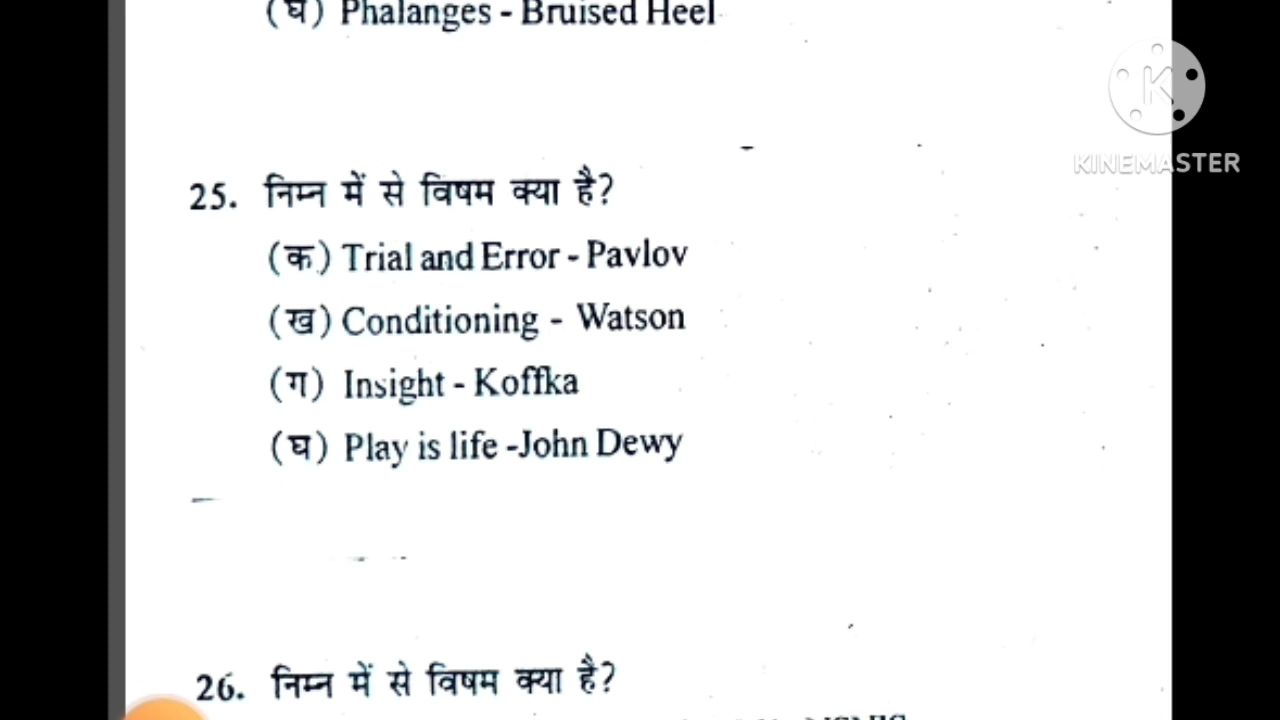 (घ) Phalanges - Bruised Heel
KINEMASTER
25. निम्न में से विषम क्या है?
(क) Trial and Error - Pavlov
(ख) Conditioning - Watson
(ग) Insight - Koffka
(घ) Play is life -John Dewy
26. निम्न में से विषम क्या है?